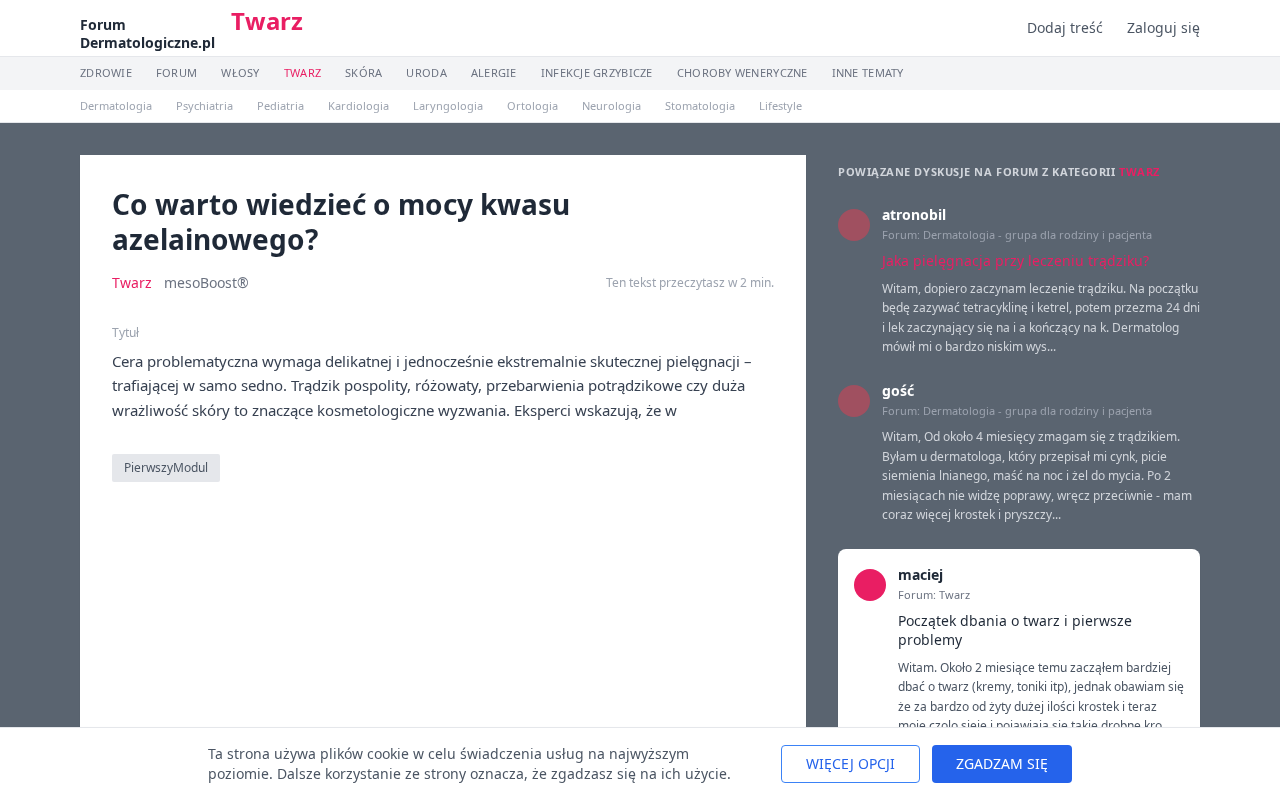 Forum
Dermatologiczne.pl
Twarz
Dodaj treść
Zaloguj się
ZDROWIE
FORUM
WŁOSY
TWARZ
SKÓRA
URODA
ALERGIE
INFEKCJE GRZYBICZE
CHOROBY WENERYCZNE
INNE TEMATY
Dermatologia
Psychiatria
Pediatria
Kardiologia
Laryngologia
Ortologia
Neurologia
Stomatologia
Lifestyle
Co warto wiedzieć o mocy kwasu
azelainowego?
Twarz
mesoBoost®
Ten tekst przeczytasz w 2 min.
Tytuł
Cera problematyczna wymaga delikatnej i jednocześnie ekstremalnie skutecznej pielęgnacji –
trafiającej w samo sedno. Trądzik pospolity, różowaty, przebarwienia potrądzikowe czy duża
wrażliwość skóry to znaczące kosmetologiczne wyzwania. Eksperci wskazują, że w
PierwszyModul
POWIĄZANE DYSKUSJE NA FORUM Z KATEGORII TWARZ
atronobil
Forum: Dermatologia - grupa dla rodziny i pacjenta
Jaka pielęgnacja przy leczeniu trądziku?
Witam, dopiero zaczynam leczenie trądziku. Na początku
będę zazywać tetracyklinę i ketrel, potem przezma 24 dni
i lek zaczynający się na i a kończący na k. Dermatolog
mówił mi o bardzo niskim wys...
gość
Forum: Dermatologia - grupa dla rodziny i pacjenta
Witam, Od około 4 miesięcy zmagam się z trądzikiem.
Byłam u dermatologa, który przepisał mi cynk, picie
siemienia lnianego, maść na noc i żel do mycia. Po 2
miesiącach nie widzę poprawy, wręcz przeciwnie - mam
coraz więcej krostek i pryszczy...
maciej
Forum: Twarz
Początek dbania o twarz i pierwsze
problemy
Witam. Około 2 miesiące temu zacząłem bardziej
dbać o twarz (kremy, toniki itp), jednak obawiam się
że za bardzo od żyty dużej ilości krostek i teraz
moje czolo sieje i pojawiają się takie drobne kro
Ta strona używa plików cookie w celu świadczenia usług na najwyższym
poziomie. Dalsze korzystanie ze strony oznacza, że zgadzasz się na ich użycie.
WIĘCEJ OPCJI
ZGADZAM SIĘ